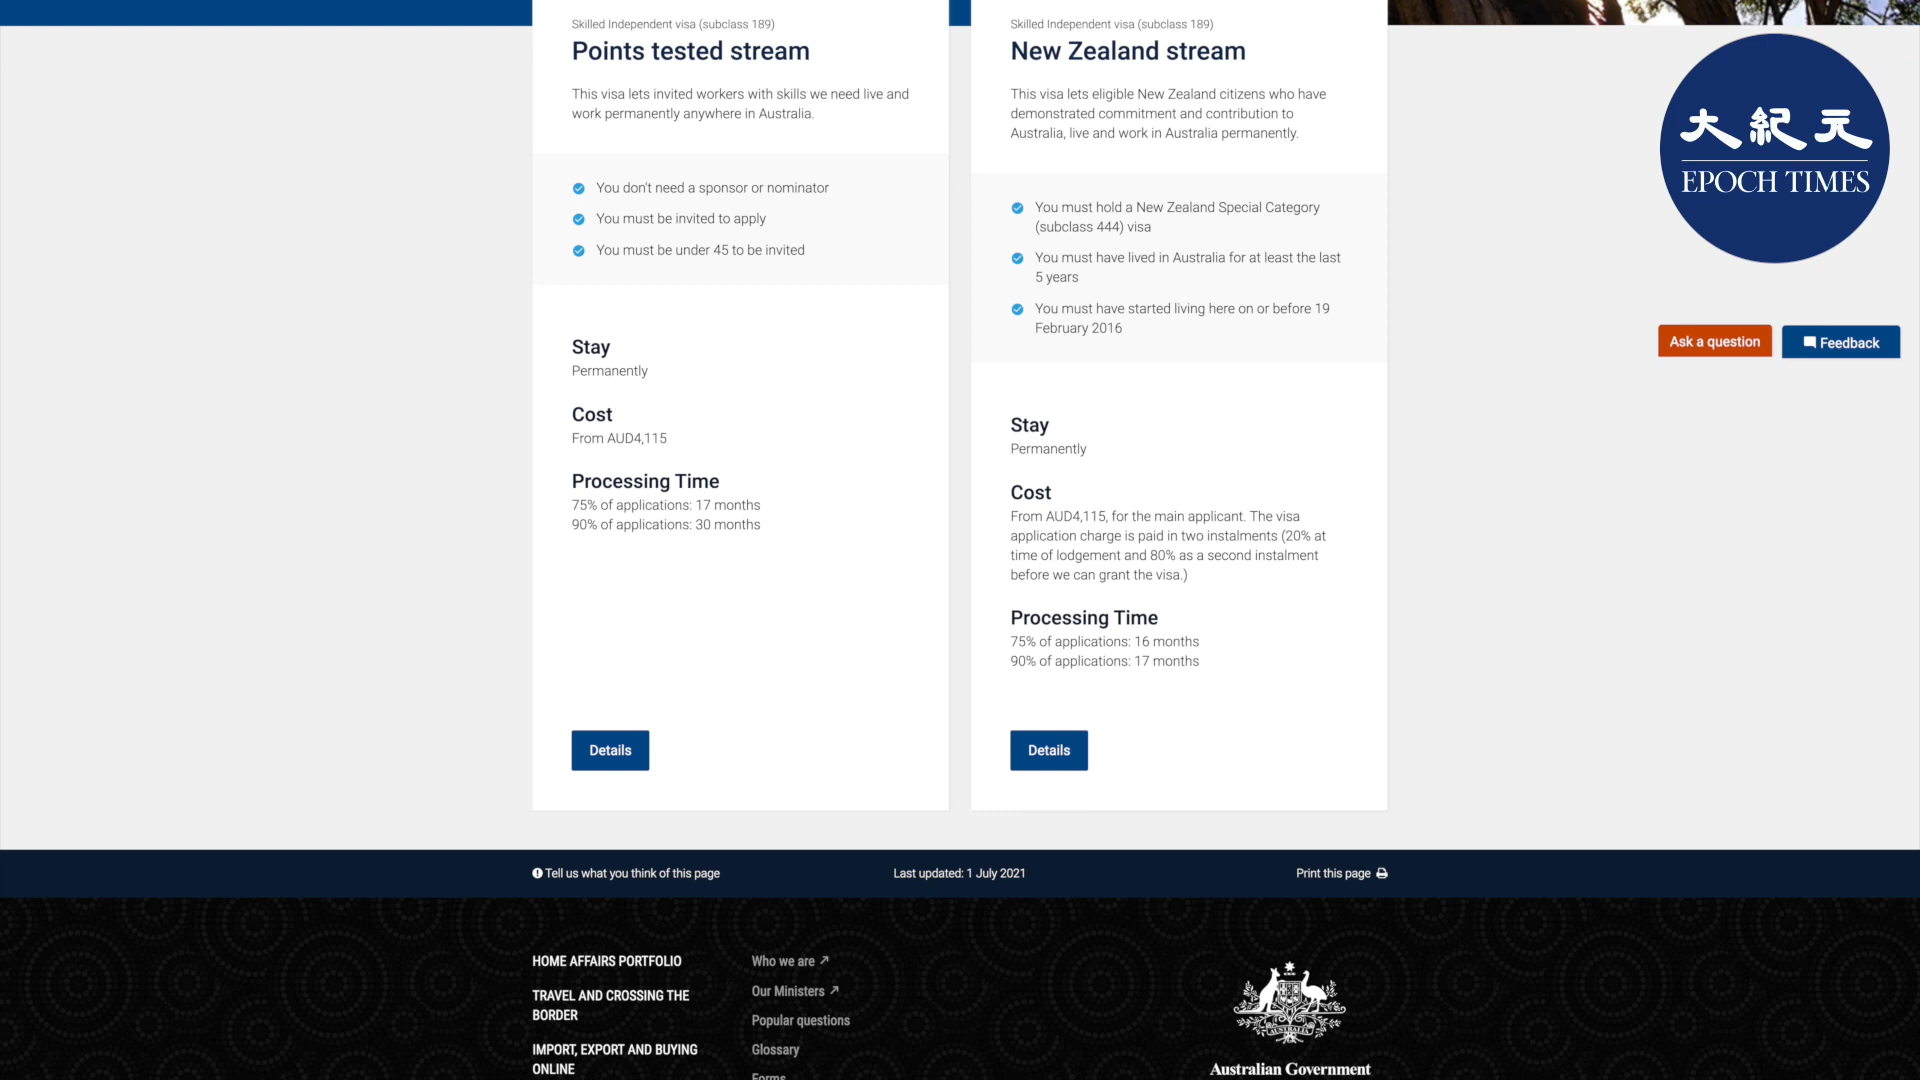 Skilled Independent visa (subclass 189)
Points tested stream
This visa lets invited workers with skills we need live and
work permanently anywhere in Australia.
You don't need a sponsor or nominator
You must be invited to apply
You must be under 45 to be invited
Stay
Permanently
Cost
From AUD4,115
Processing Time
75% of applications: 17 months
90% of applications: 30 months
Details
Skilled Independent visa (subclass 189)
New Zealand stream
This visa lets eligible New Zealand citizens who have
demonstrated commitment and contribution to
Australia, live and work in Australia permanently.
You must hold a New Zealand Special Category
(subclass 444) visa
You must have lived in Australia for at least the last
5 years
You must have started living here on or before 19
February 2016
Stay
Permanently
Cost
From AUD4,115, for the main applicant. The visa
application charge is paid in two instalments (20% at
time of lodgement and 80% as a second instalment
before we can grant the visa.)
Processing Time
75% of applications: 16 months
90% of applications: 17 months
Details
大紀元
EPOCH TIMES
Ask a question
Feedback
Tell us what you think of this page
Last updated: 1 July 2021
Print this page
HOME AFFAIRS PORTFOLIO
TRAVEL AND CROSSING THE
BORDER
IMPORT, EXPORT AND BUYING
ONLINE
Who we are
Our Ministers
Popular questions
Glossary
Forms
AUSTRALIA
Australian Government